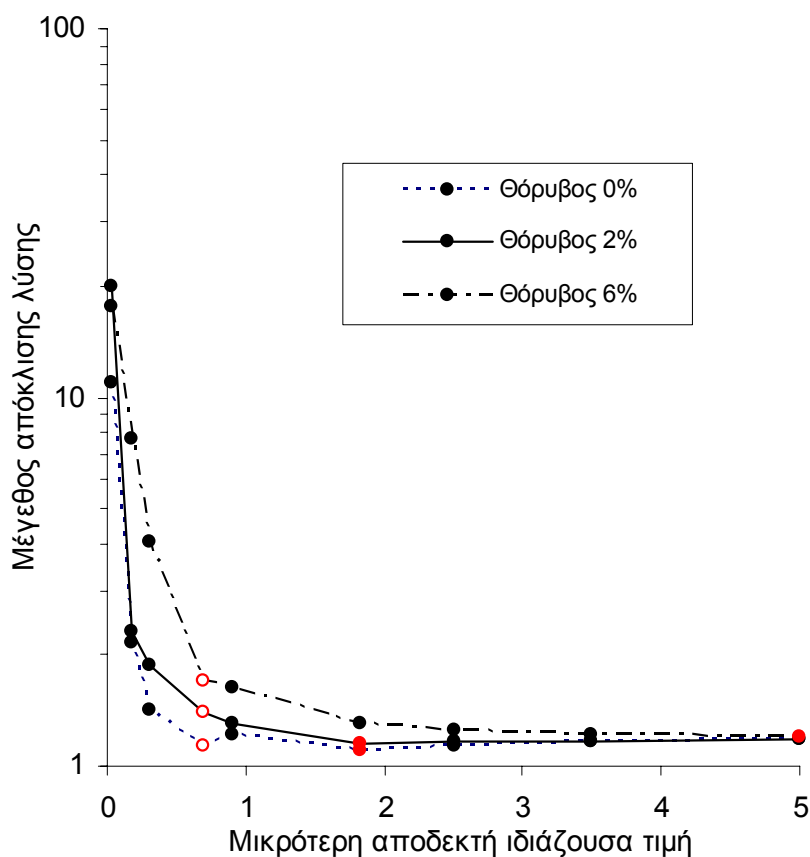 100
10
1
Μέγεθος απόκλισης λύσης
Θόρυβος 0%
Θόρυβος 2%
Θόρυβος 6%
0 1 2 3 4 5
Μικρότερη αποδεκτή ιδιάζουσα τιμή